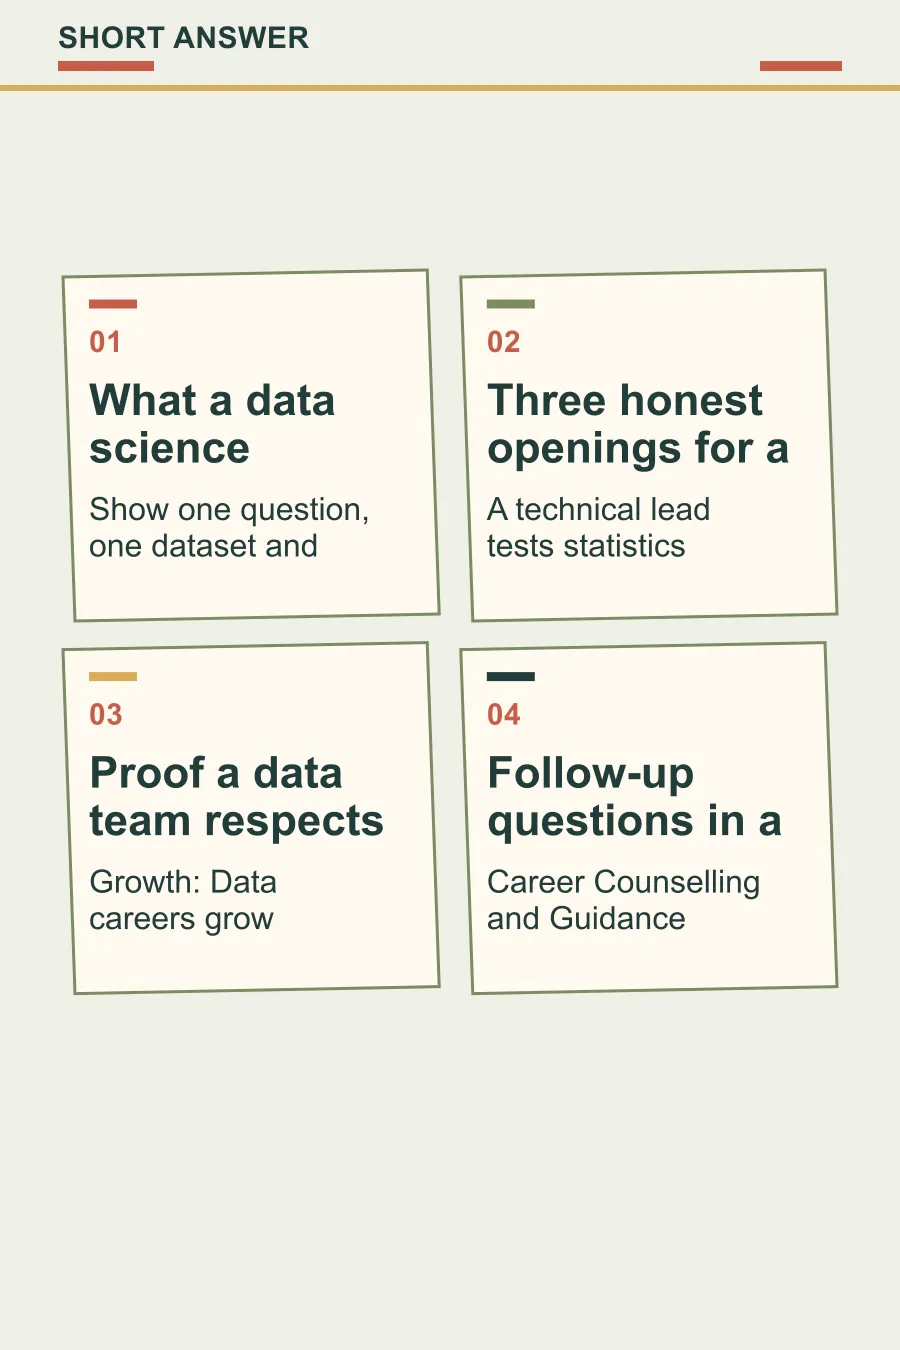 SHORT ANSWER
01
What a data
science
Show one question,
one dataset and
02
Three honest
openings for a
A technical lead
tests statistics
03
Proof a data
team respects
Growth: Data
careers grow
04
Follow-up
questions in a
Career Counselling
and Guidance